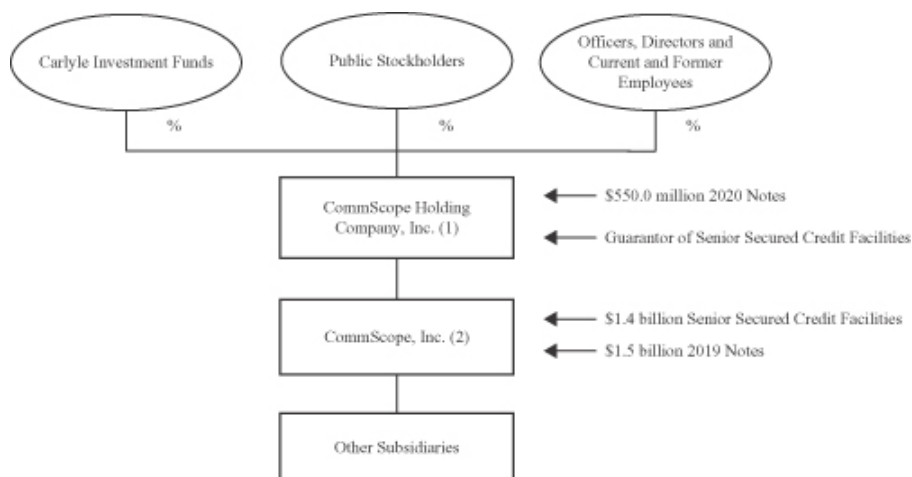 Carlyle Investment Funds
Public Stockholders
Officers, Directors and
Current and Former
Employees
%
%
%
CommScope Holding
Company, Inc. (1)
$550.0 million 2020 Notes
Guarantor of Senior Secured Credit Facilities
CommScope, Inc. (2)
$1.4 billion Senior Secured Credit Facilities
$1.5 billion 2019 Notes
Other Subsidiaries